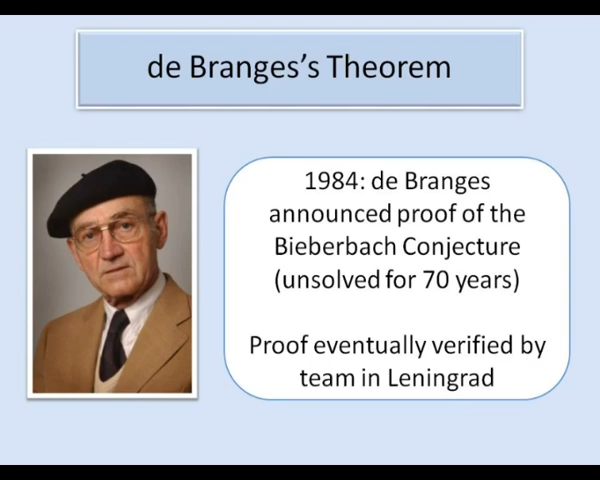 de Branges’s Theorem
1984: de Branges
announced proof of the
Bieberbach Conjecture
(unsolved for 70 years)
Proof eventually verified by
team in Leningrad